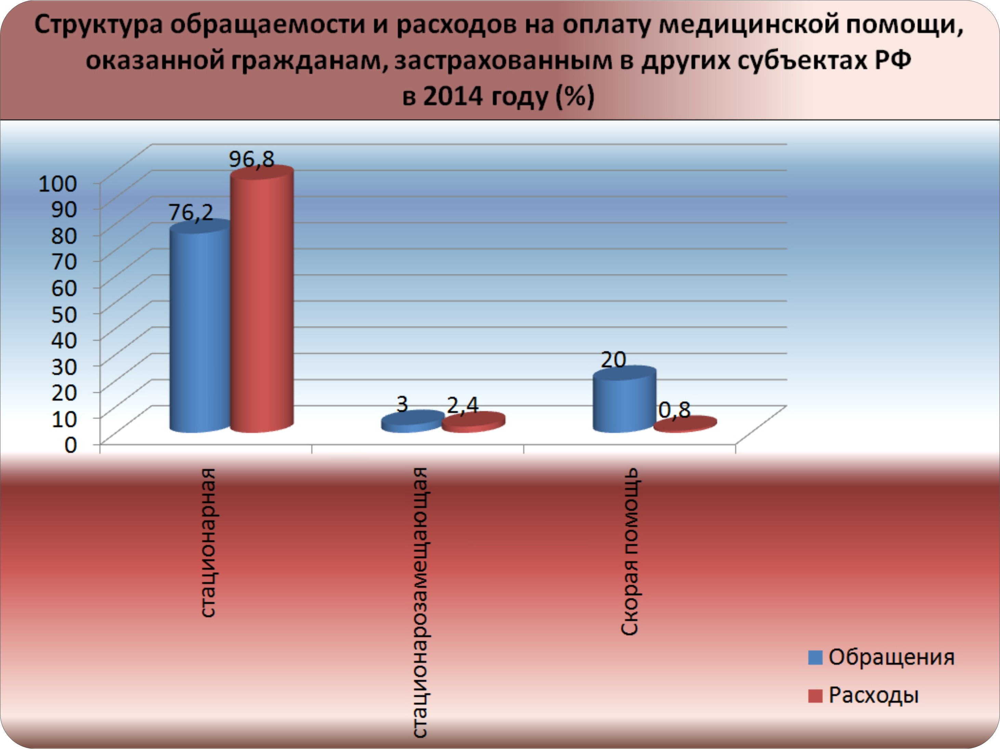 Структура обращаемости и расходов на оплату медицинской помощи,
оказанной гражданам, застрахованным в других субъектах РФ
в 2014 году (%)
100
90
80
70
60
50
40
30
20
10
0
76,2
96,8
3
2,4
20
0,8
стационарная
стационарозамещающая
Скорая помощь
Обращения
Расходы